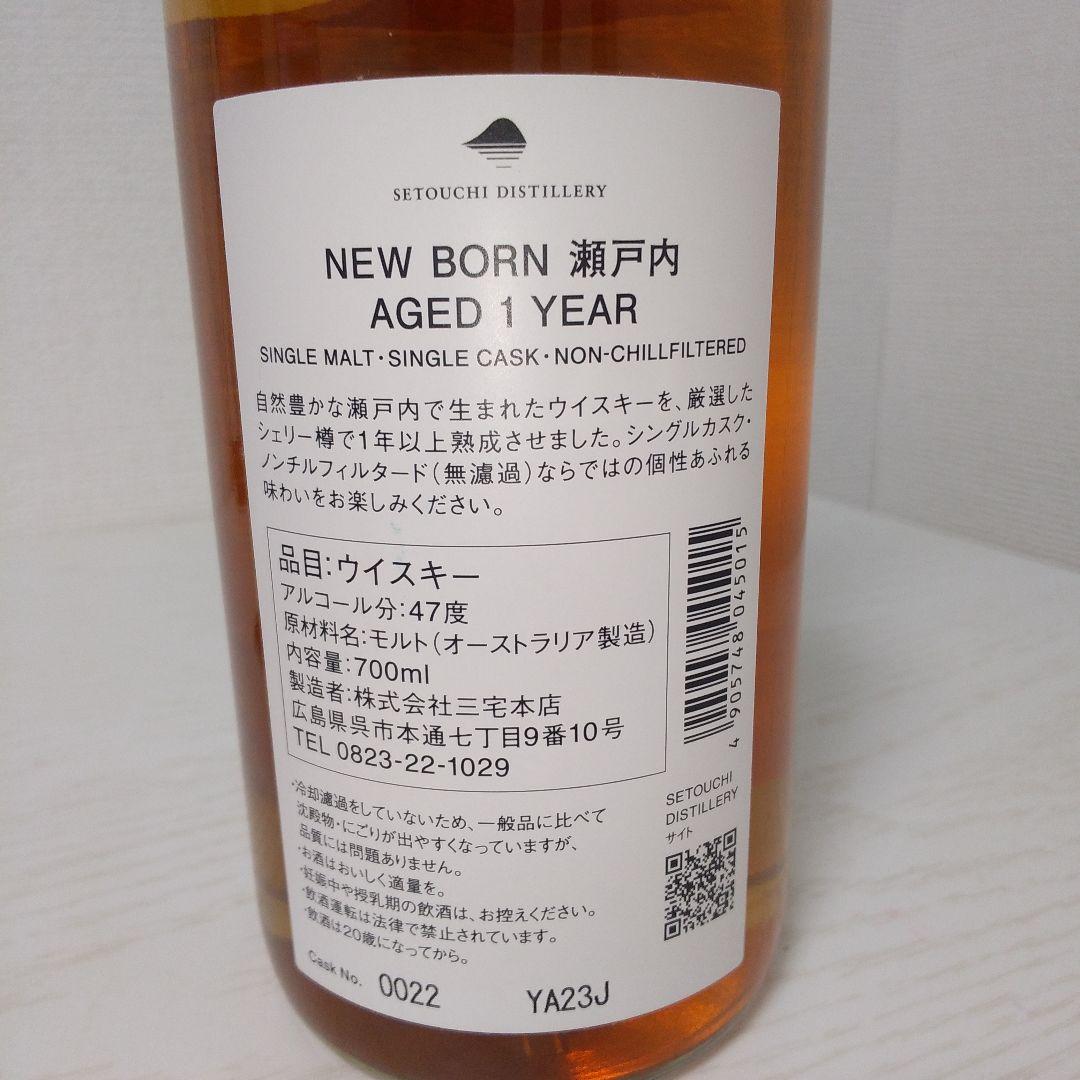 SETOUCHI DISTILLERY
NEW BORN 瀬戸内
AGED 1 YEAR
SINGLE MALT・SINGLE CASK・NON-CHILLFILTERED
自然豊かな瀬戸内で生まれたウイスキーを、厳選した
シェリー樽で1年以上熟成させました。シングルカスク・
ノンチルフィルタード(無濾過)ならではの個性あふれる
味わいをお楽しみください。
品目:ウイスキー
アルコール分:47度
原材料名:モルト(オーストラリア製造)
内容量:700ml
製造者:株式会社三宅本店
広島県呉市本通七丁目9番10号
TEL 0823-22-1029
4 905748 045015
・冷却濾過をしていないため、一般品に比べて
沈殿物・にごりが出やすくなっていますが、
品質には問題ありません。
・お酒はおいしく適量を。
・妊娠中や授乳期の飲酒は、お控えください。
・飲酒運転は法律で禁止されています。
・飲酒は20歳になってから。
SETOUCHI
DISTILLERY
サイト
Cask No. 0022 YA23J